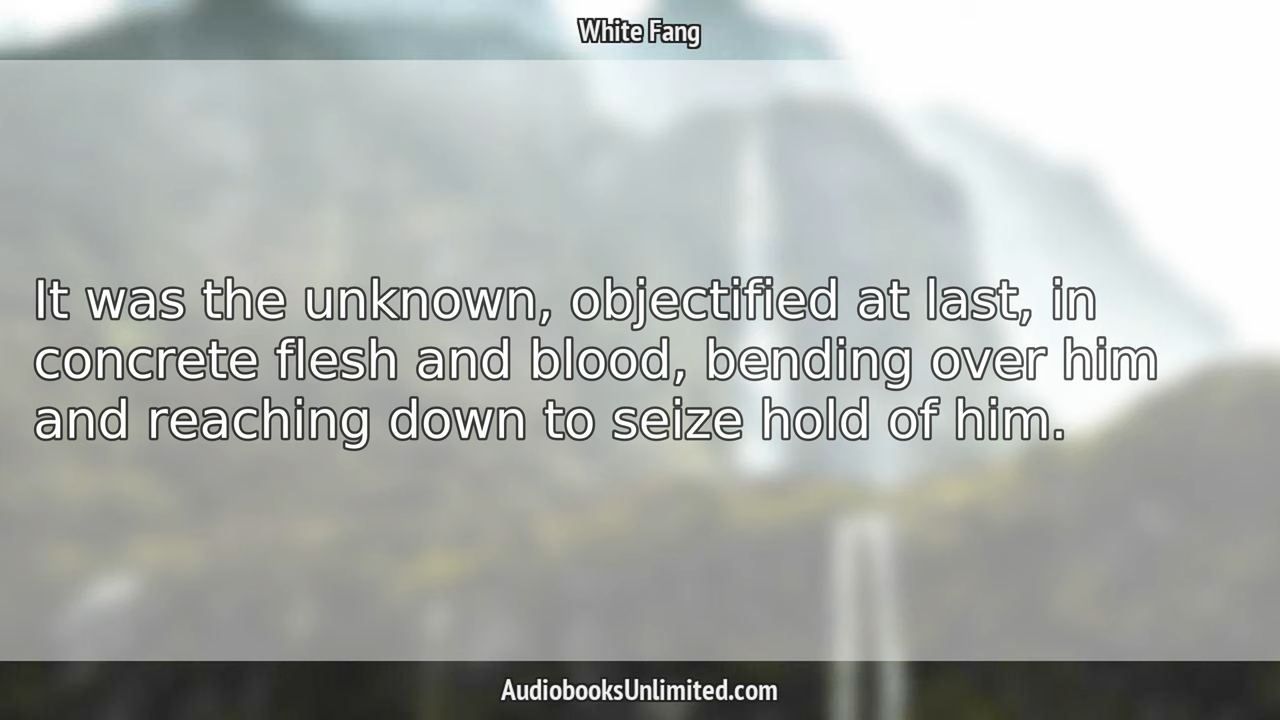 White Fang
It was the unknown, objectified at last, in
concrete flesh and blood, bending over him
and reaching down to seize hold of him.
AudiobooksUnlimited.com